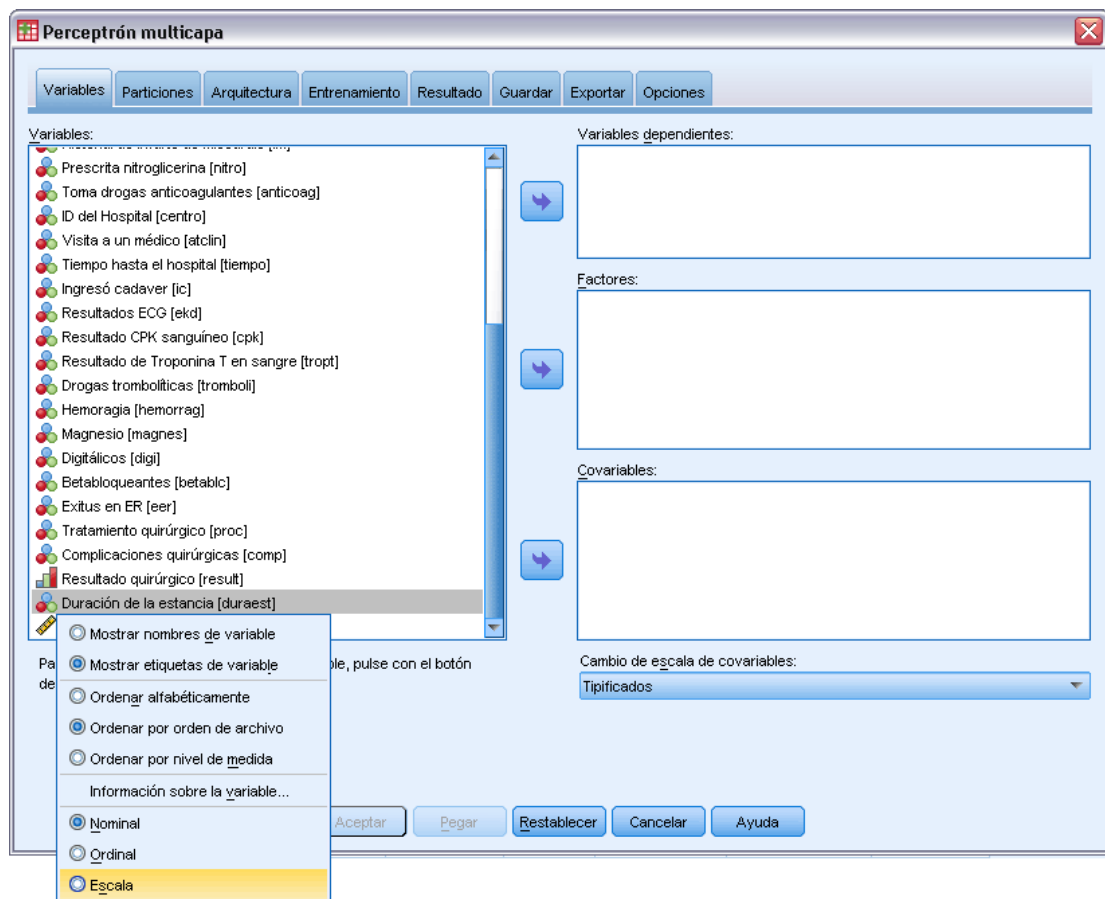 Perceptrón multicapa
Variables
Particiones
Arquitectura
Entrenamiento
Resultado
Guardar
Exportar
Opciones
Variables:
Prescrita nitroglicerina [nitro]
Toma drogas anticoagulantes [anticoag]
ID del Hospital [centro]
Visita a un médico [atclin]
Tiempo hasta el hospital [tiempo]
Ingresó cadaver [ic]
Resultados ECG [ekd]
Resultado CPK sanguíneo [cpk]
Resultado de Troponina T en sangre [tropt]
Drogas trombolíticas [tromboli]
Hemoragia [hemorrag]
Magnesio [magnes]
Digitálicos [digi]
Betabloqueantes [betablc]
Exitus en ER [eer]
Tratamiento quirúrgico [proc]
Complicaciones quirúrgicas [comp]
Resultado quirúrgico [result]
Duración de la estancia [duraest]
Mostrar nombres de variable
Mostrar etiquetas de variable
Ordenar alfabéticamente
Ordenar por orden de archivo
Ordenar por nivel de medida
Información sobre la variable...
Nominal
Ordinal
Escala
Pa ble, pulse con el botón
de
Variables dependientes:
Factores:
Covariables:
Cambio de escala de covariables:
Tipificados
Aceptar
Pegar
Restablecer
Cancelar
Ayuda